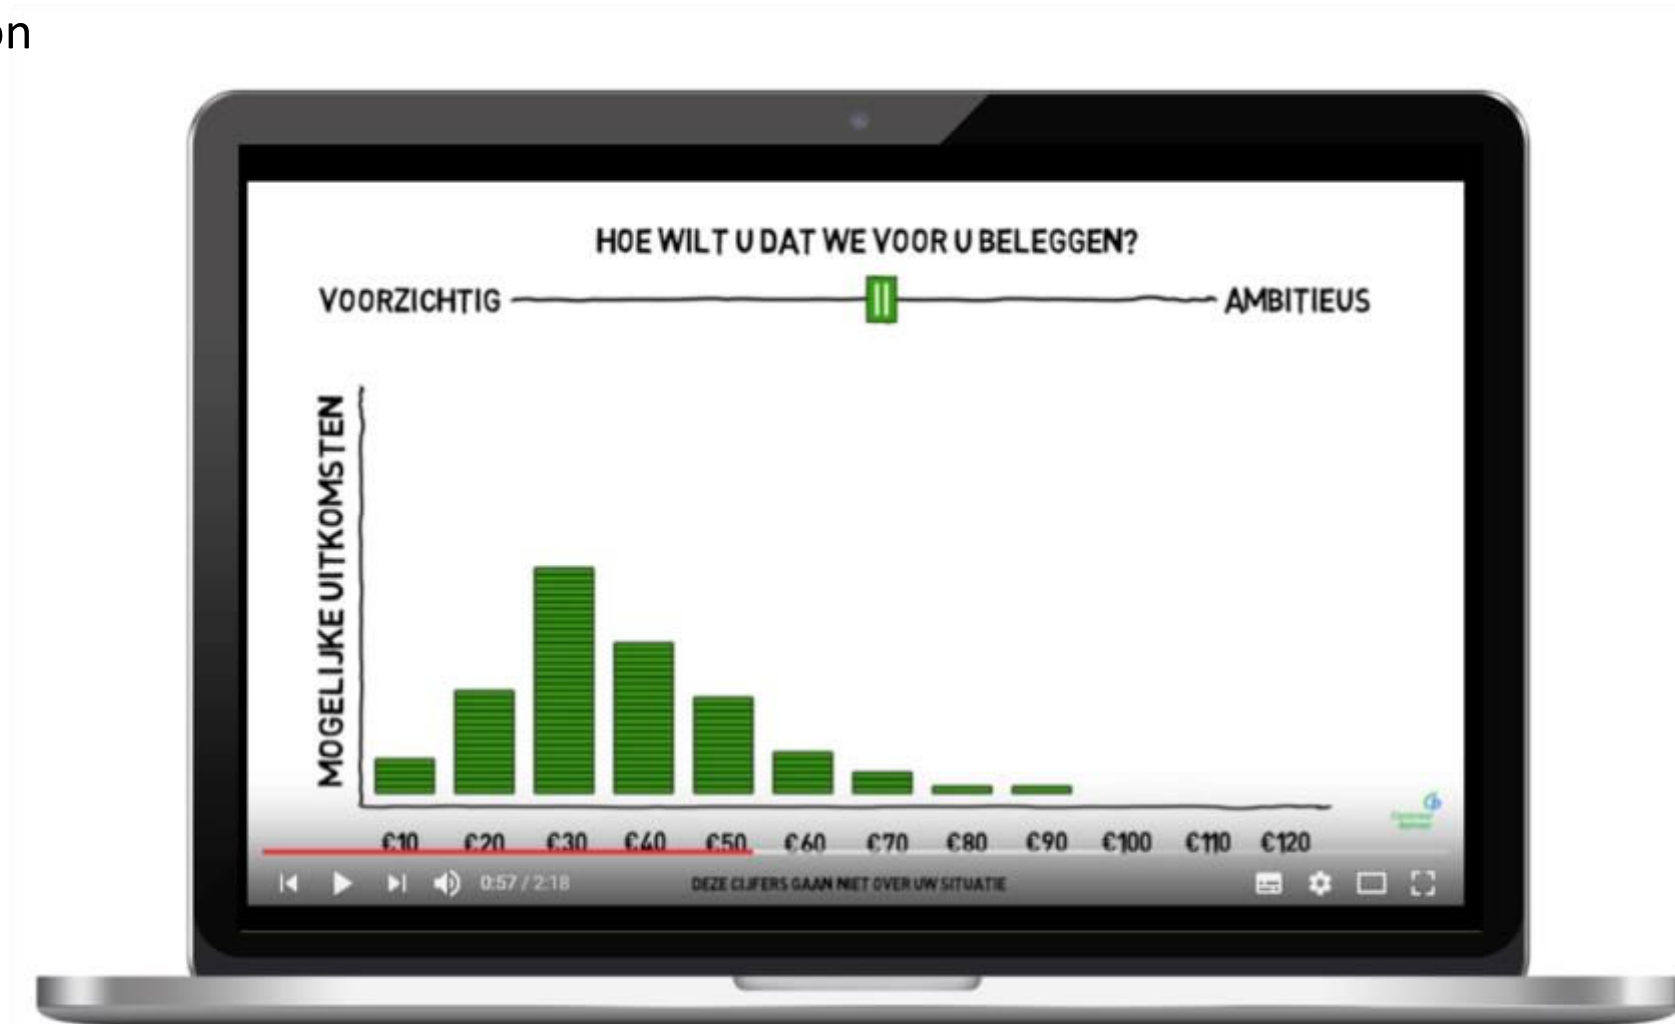 on
HOE WILT U DAT WE VOOR U BELEGGEN?
VOORZICHTIG AMBITIEUS
MOGELIJKE UITKOMSTEN
€10 €20 €30 €40 €50 €60 €70 €80 €90 €100 €110 €120
0:57 / 2:18 DEZE CIJFERS GAAN NIET OVER UW SITUATIE